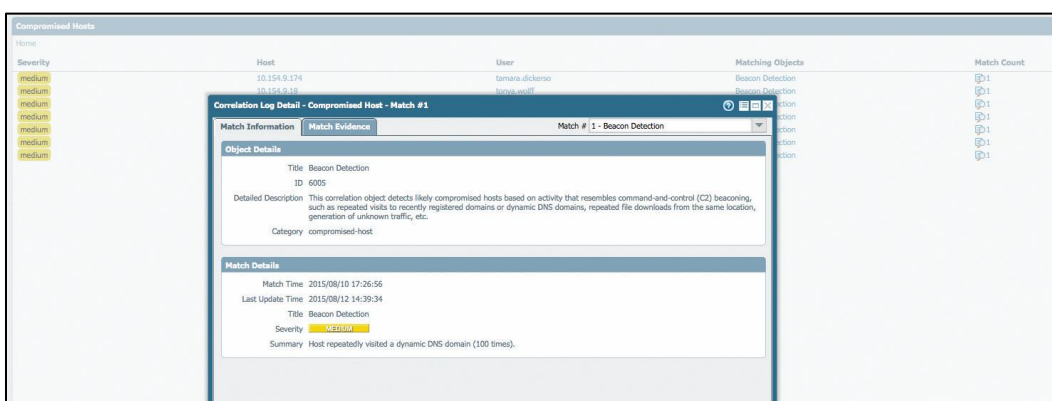 Compromised Hosts
Home
Severity Host User Matching Objects Match Count
medium 10.154.9.174 tamara.dickerso Beacon Detection 1
medium 10.154.9.18 tonya.wolff Beacon Detection 1
medium ction 1
medium ction 1
medium ction 1
medium ction 1
medium ction 1
Correlation Log Detail - Compromised Host - Match #1
Match Information Match Evidence Match # 1 - Beacon Detection
Object Details
Title Beacon Detection
ID 6005
Detailed Description This correlation object detects likely compromised hosts based on activity that resembles command-and-control (C2) beaconing,
such as repeated visits to recently registered domains or dynamic DNS domains, repeated file downloads from the same location,
generation of unknown traffic, etc.
Category compromised-host
Match Details
Match Time 2015/08/10 17:26:56
Last Update Time 2015/08/12 14:39:34
Title Beacon Detection
Severity MEDIUM
Summary Host repeatedly visited a dynamic DNS domain (100 times).